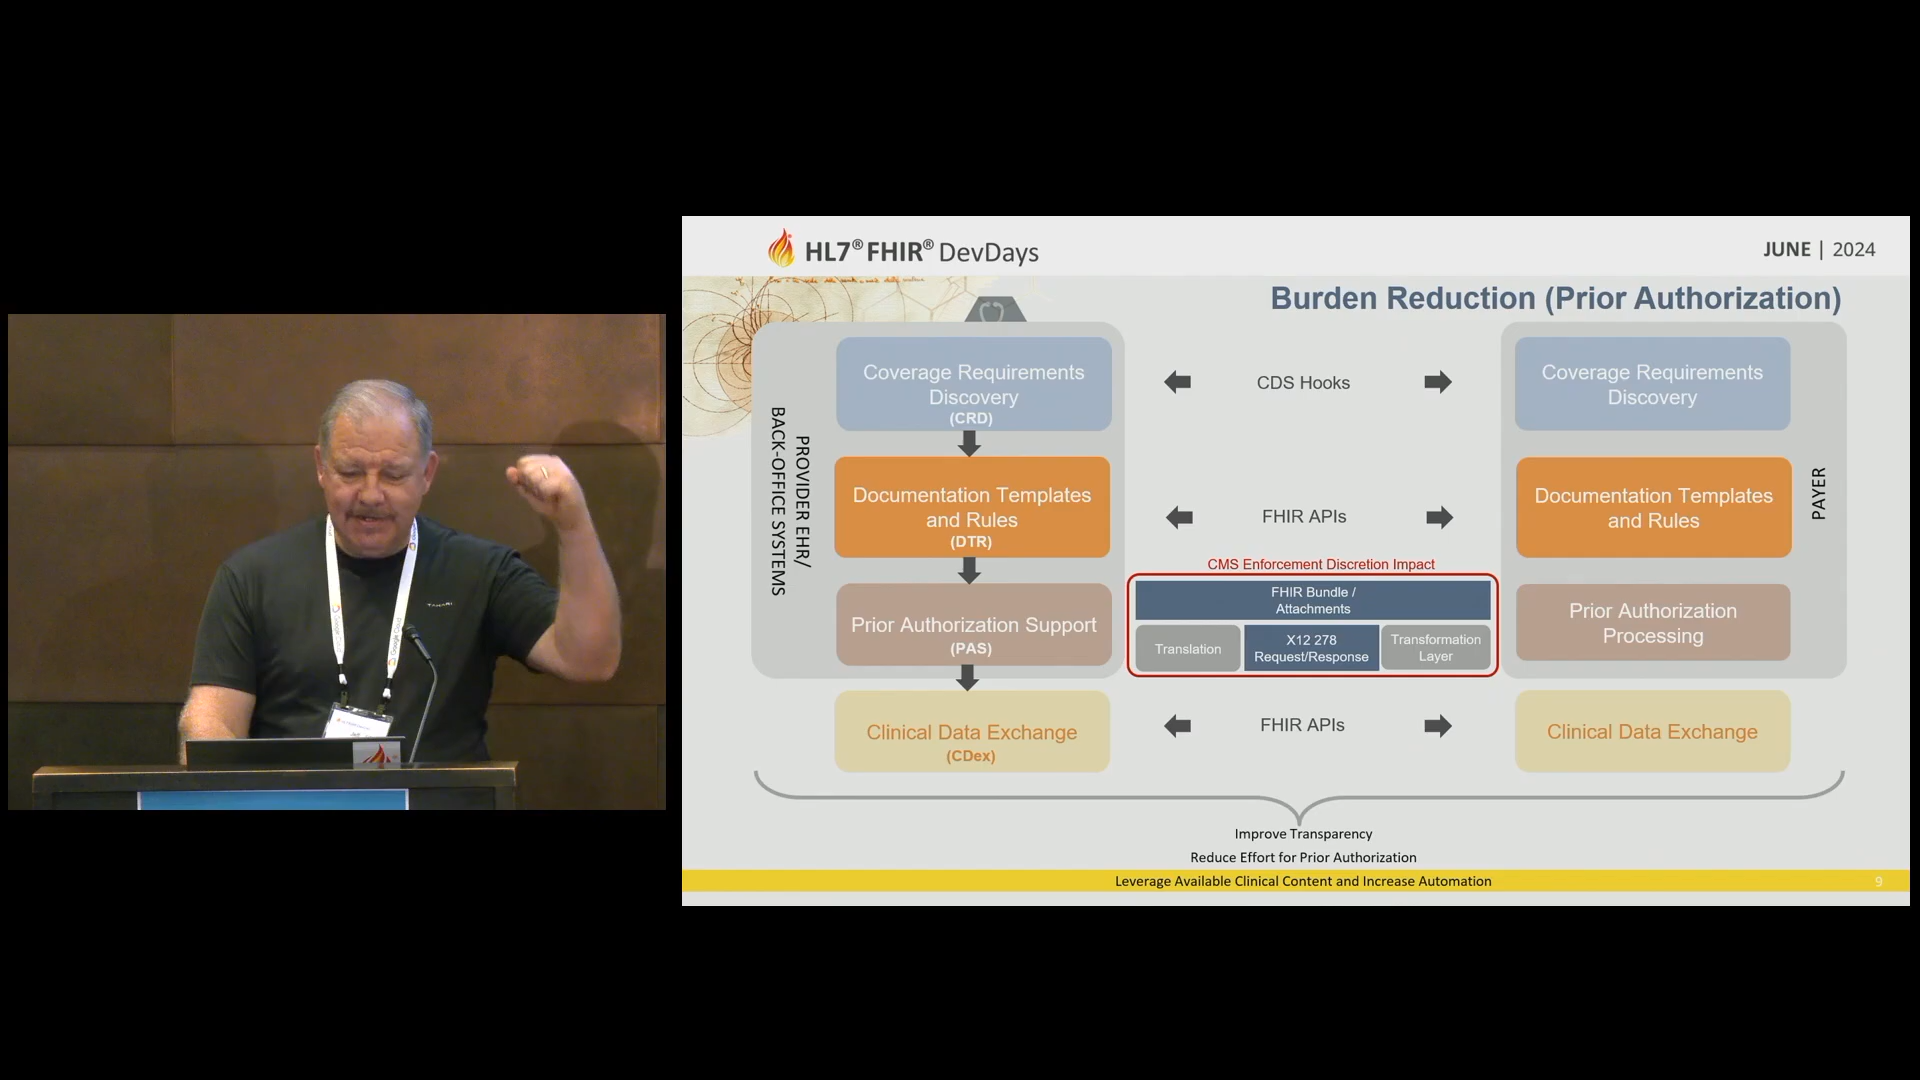 HL7® FHIR® DevDays
JUNE | 2024
Burden Reduction (Prior Authorization)
PROVIDER EHR/
BACK-OFFICE SYSTEMS
Coverage Requirements
Discovery
(CRD)
CDS Hooks
Coverage Requirements
Discovery
Documentation Templates
and Rules
(DTR)
FHIR APIs
Documentation Templates
and Rules
PAYER
CMS Enforcement Discretion Impact
FHIR Bundle /
Attachments
Prior Authorization Support
(PAS)
Translation
X12 278
Request/Response
Transformation
Layer
Prior Authorization
Processing
Clinical Data Exchange
(CDex)
FHIR APIs
Clinical Data Exchange
Improve Transparency
Reduce Effort for Prior Authorization
Leverage Available Clinical Content and Increase Automation
9